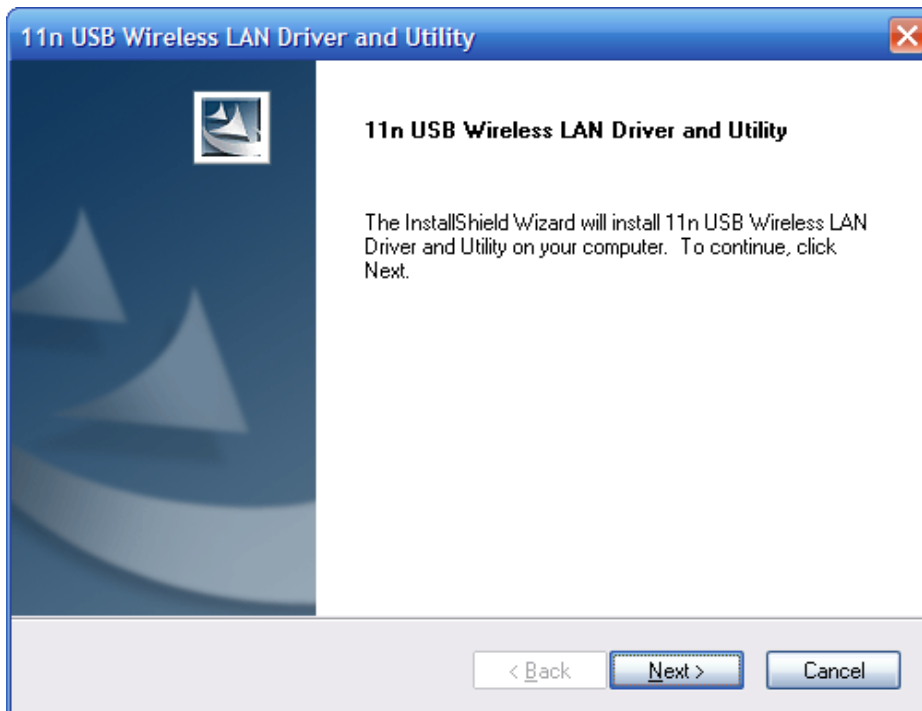 11n USB Wireless LAN Driver and Utility
11n USB Wireless LAN Driver and Utility
The InstallShield Wizard will install 11n USB Wireless LAN
Driver and Utility on your computer.  To continue, click
Next.
< Back
Next >
Cancel